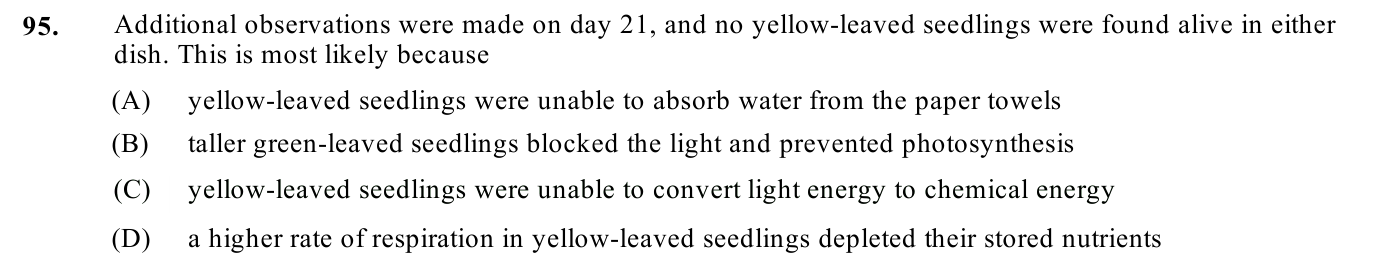 95. Additional observations were made on day 21, and no yellow-leaved seedlings were found alive in either
dish. This is most likely because
(A) yellow-leaved seedlings were unable to absorb water from the paper towels
(B) taller green-leaved seedlings blocked the light and prevented photosynthesis
(C) yellow-leaved seedlings were unable to convert light energy to chemical energy
(D) a higher rate of respiration in yellow-leaved seedlings depleted their stored nutrients